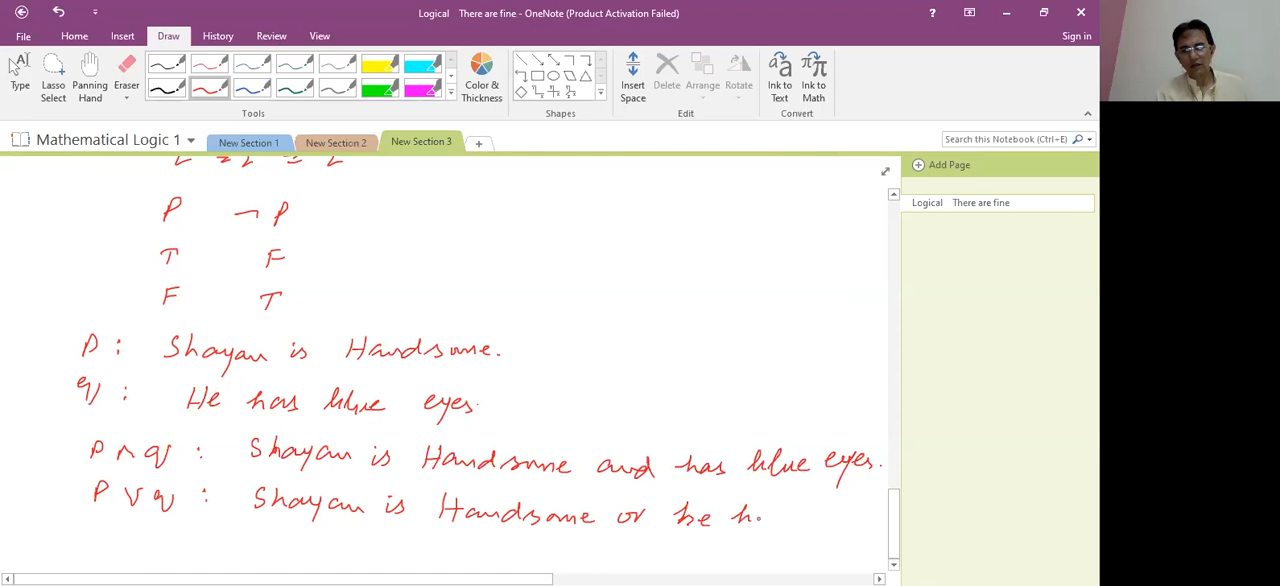 Logical There are fine - OneNote (Product Activation Failed)
File Home Insert Draw History Review View Sign in
Type Lasso Select Panning Hand Eraser Color & Thickness Insert Space Delete Arrange Rotate Ink to Text Ink to Math
Tools Shapes Edit Convert
Mathematical Logic 1 New Section 1 New Section 2 New Section 3 Search this Notebook (Ctrl+E)
Add Page
Logical There are fine
P ¬ P
T F
F T
P : Shayan is Handsome.
q : He has blue eyes.
P ∧ q : Shayan is Handsome and has blue eyes.
P ∨ q : Shayan is Handsome or he h